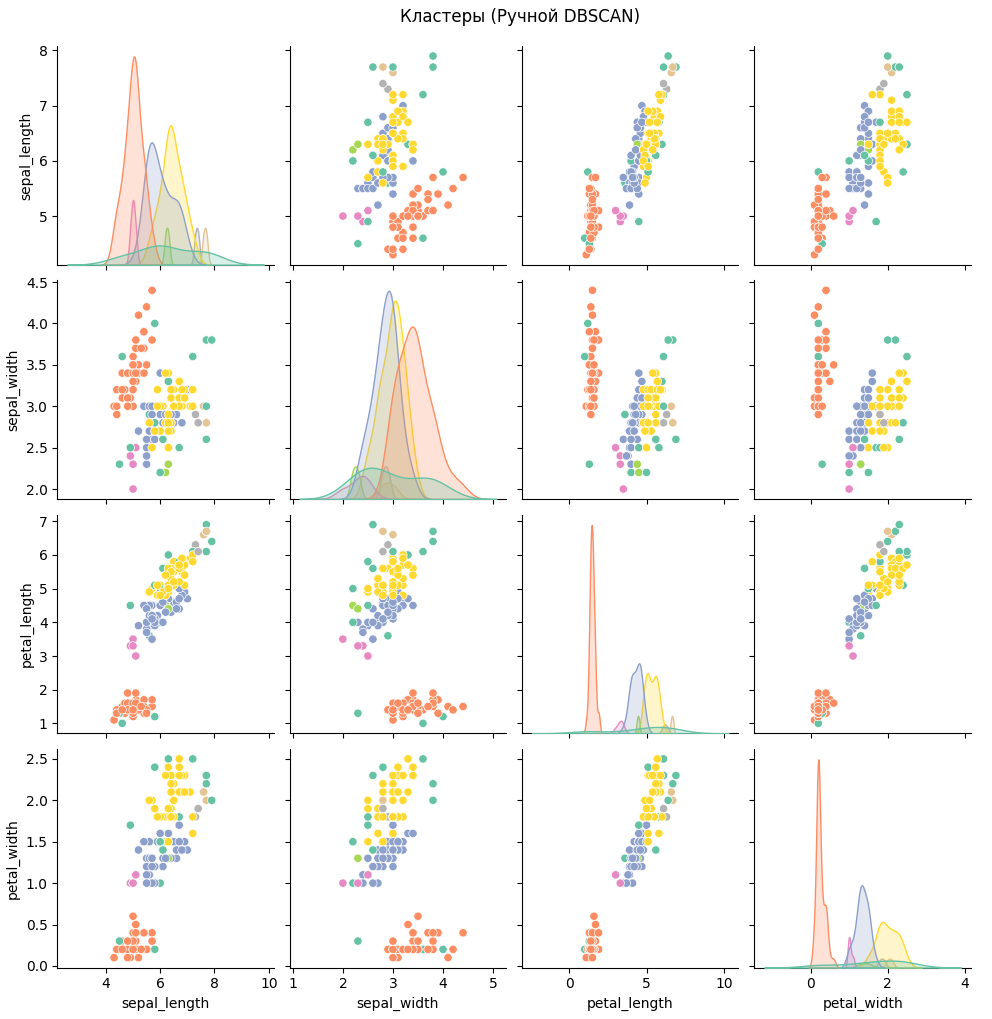 Кластеры (Ручной DBSCAN)
8
7
6
5
sepal_length
4.5
4.0
3.5
3.0
2.5
2.0
sepal_width
7
6
5
4
3
2
1
petal_length
2.5
2.0
1.5
1.0
0.5
0.0
petal_width
4 6 8 10
2 3 4 5
0 5 10
0 2 4
sepal_length sepal_width petal_length petal_width